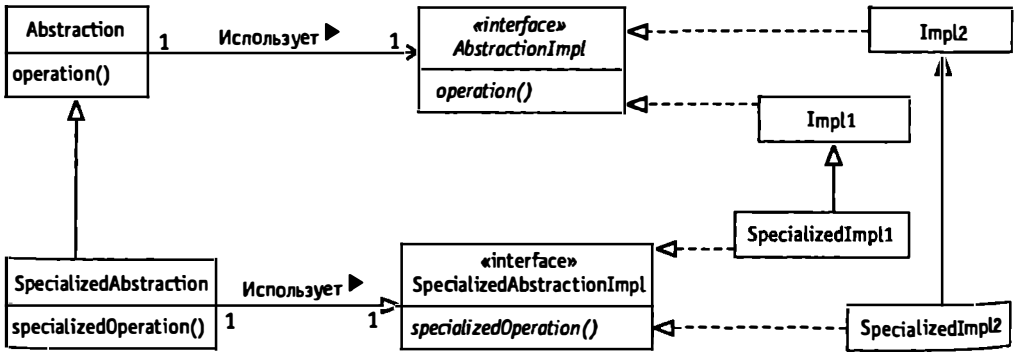 Abstraction
operation()
1
Использует ▶
1
«interface»
AbstractionImpl
operation()
Impl2
Impl1
SpecializedImpl1
SpecializedAbstraction
specializedOperation()
Использует ▶
1
1
«interface»
SpecializedAbstractionImpl
specializedOperation()
SpecializedImpl2